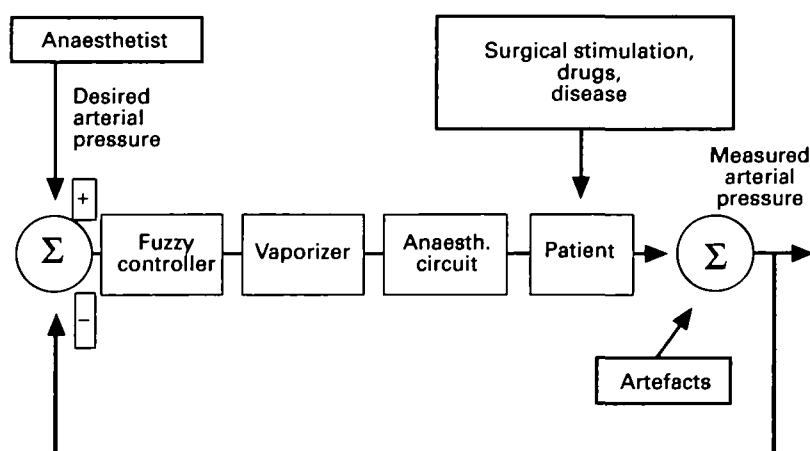 Anaesthetist
Surgical stimulation,
drugs,
disease
Desired
arterial
pressure
Measured
arterial
pressure
+
Σ
Fuzzy
controller
Vaporizer
Anaesth.
circuit
Patient
Σ
−
Artefacts